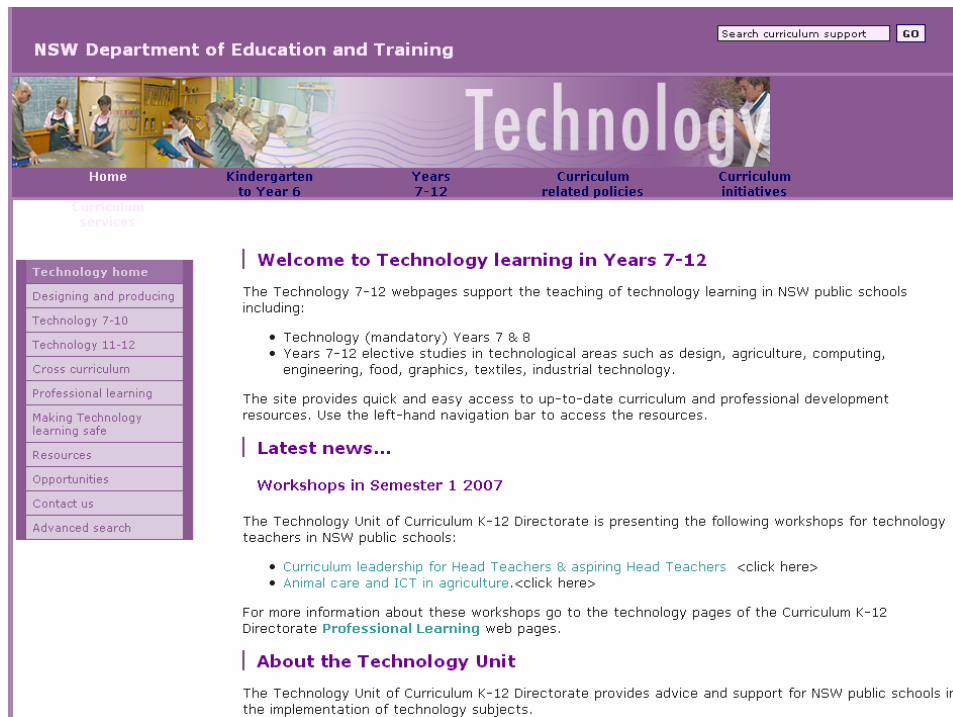 Search curriculum support GO
NSW Department of Education and Training
Technology
Home Kindergarten Years Curriculum Curriculum
to Year 6 7-12 related policies initiatives
Curriculum
services
Technology home
Designing and producing
Technology 7-10
Technology 11-12
Cross curriculum
Professional learning
Making Technology
learning safe
Resources
Opportunities
Contact us
Advanced search
Welcome to Technology learning in Years 7-12
The Technology 7-12 webpages support the teaching of technology learning in NSW public schools
including:
• Technology (mandatory) Years 7 & 8
• Years 7-12 elective studies in technological areas such as design, agriculture, computing,
engineering, food, graphics, textiles, industrial technology.
The site provides quick and easy access to up-to-date curriculum and professional development
resources. Use the left-hand navigation bar to access the resources.
Latest news...
Workshops in Semester 1 2007
The Technology Unit of Curriculum K-12 Directorate is presenting the following workshops for technology
teachers in NSW public schools:
• Curriculum leadership for Head Teachers & aspiring Head Teachers <click here>
• Animal care and ICT in agriculture.<click here>
For more information about these workshops go to the technology pages of the Curriculum K-12
Directorate Professional Learning web pages.
About the Technology Unit
The Technology Unit of Curriculum K-12 Directorate provides advice and support for NSW public schools in
the implementation of technology subjects.